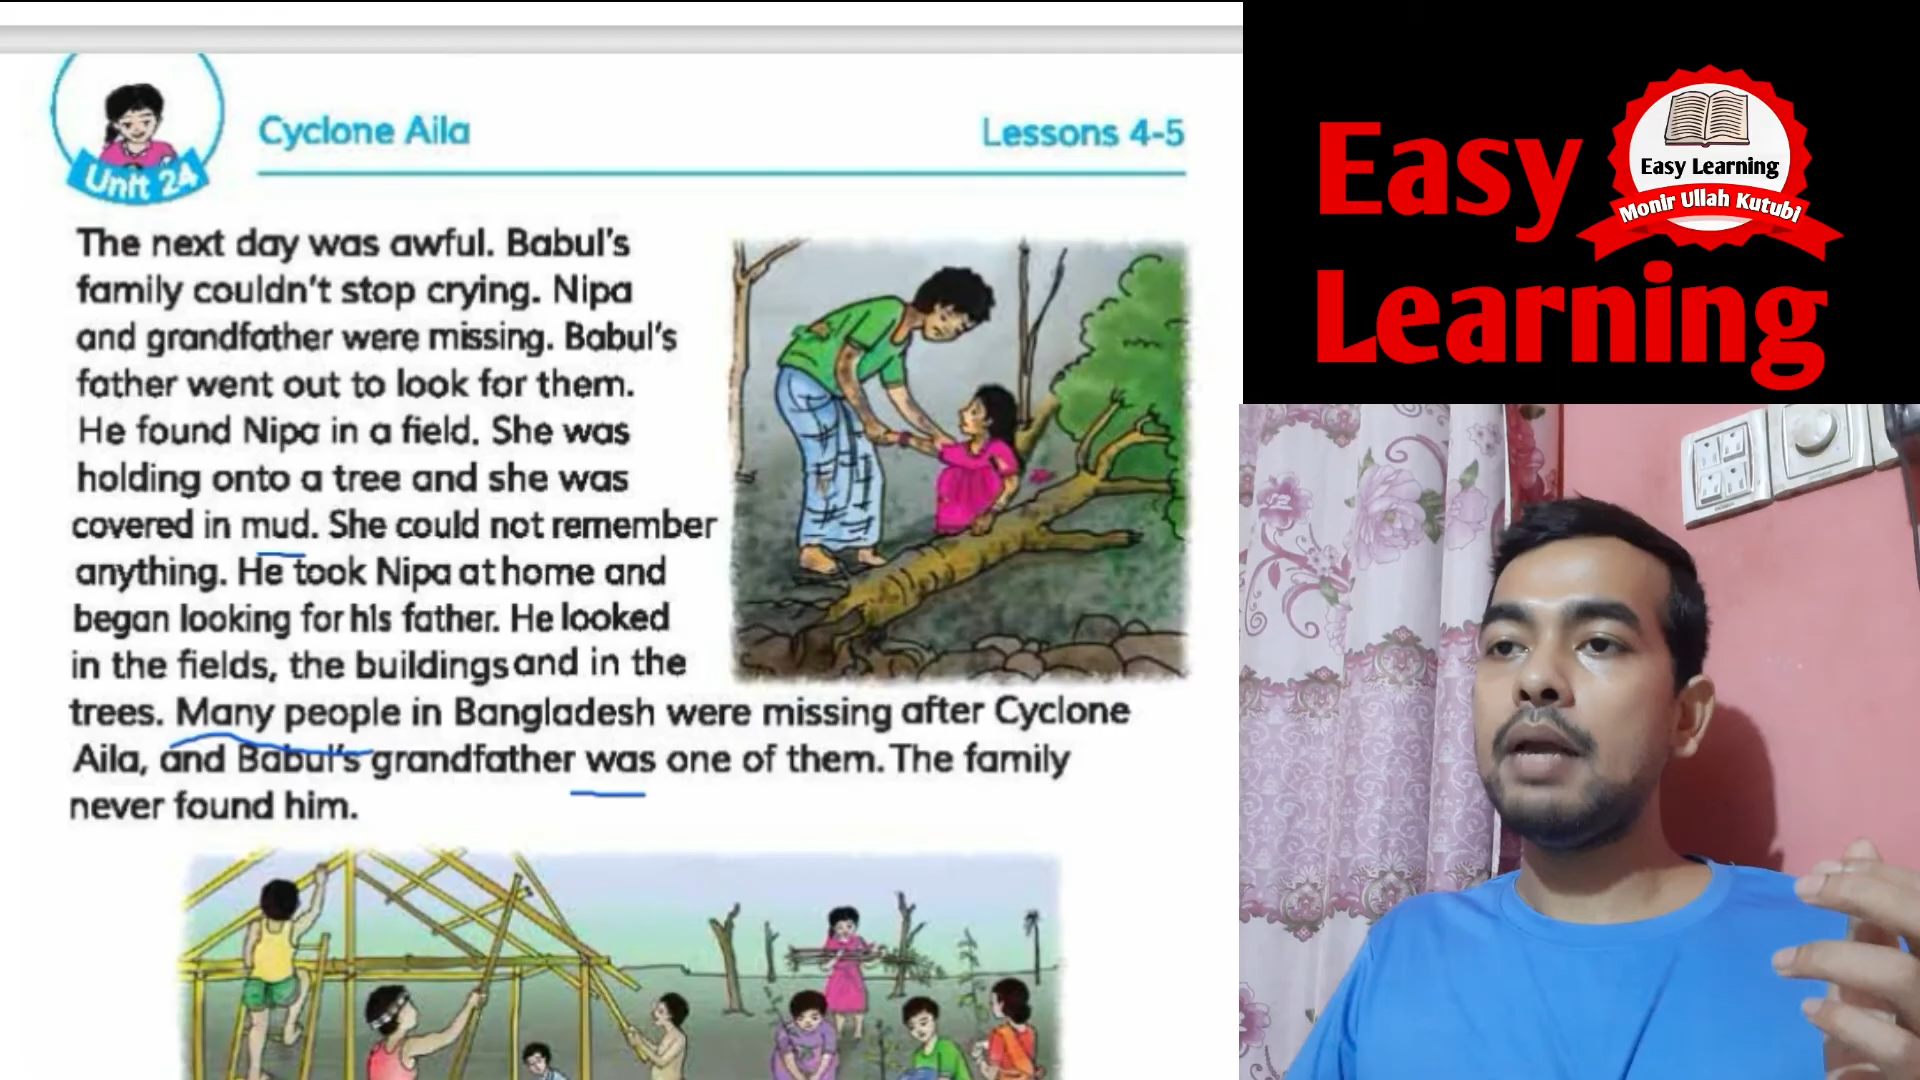 Unit 24
Cyclone Aila
Lessons 4-5
The next day was awful. Babul's
family couldn't stop crying. Nipa
and grandfather were missing. Babul's
father went out to look for them.
He found Nipa in a field. She was
holding onto a tree and she was
covered in mud. She could not remember
anything. He took Nipa at home and
began looking for his father. He looked
in the fields, the buildings and in the
trees. Many people in Bangladesh were missing after Cyclone
Aila, and Babul's grandfather was one of them. The family
never found him.
Easy
Learning
Easy Learning
Monir Ullah Kutubi